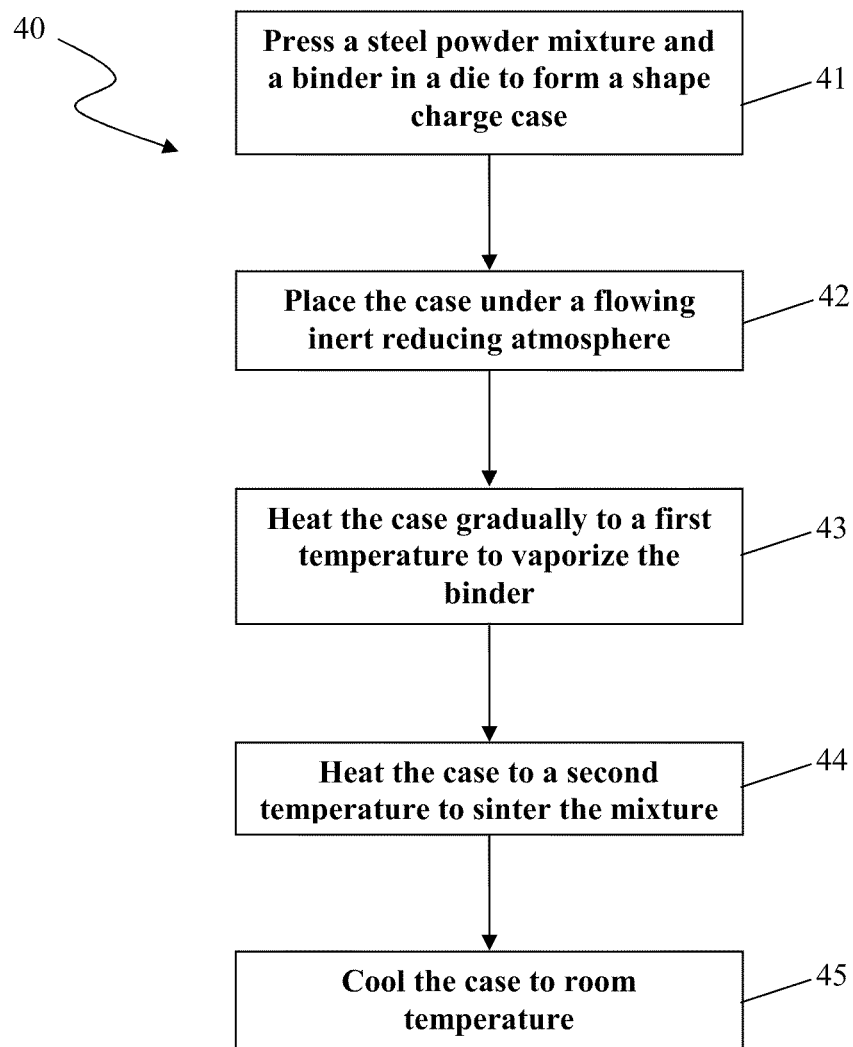 40
Press a steel powder mixture and
a binder in a die to form a shape
charge case
41
Place the case under a flowing
inert reducing atmosphere
42
Heat the case gradually to a first
temperature to vaporize the
binder
43
Heat the case to a second
temperature to sinter the mixture
44
Cool the case to room
temperature
45